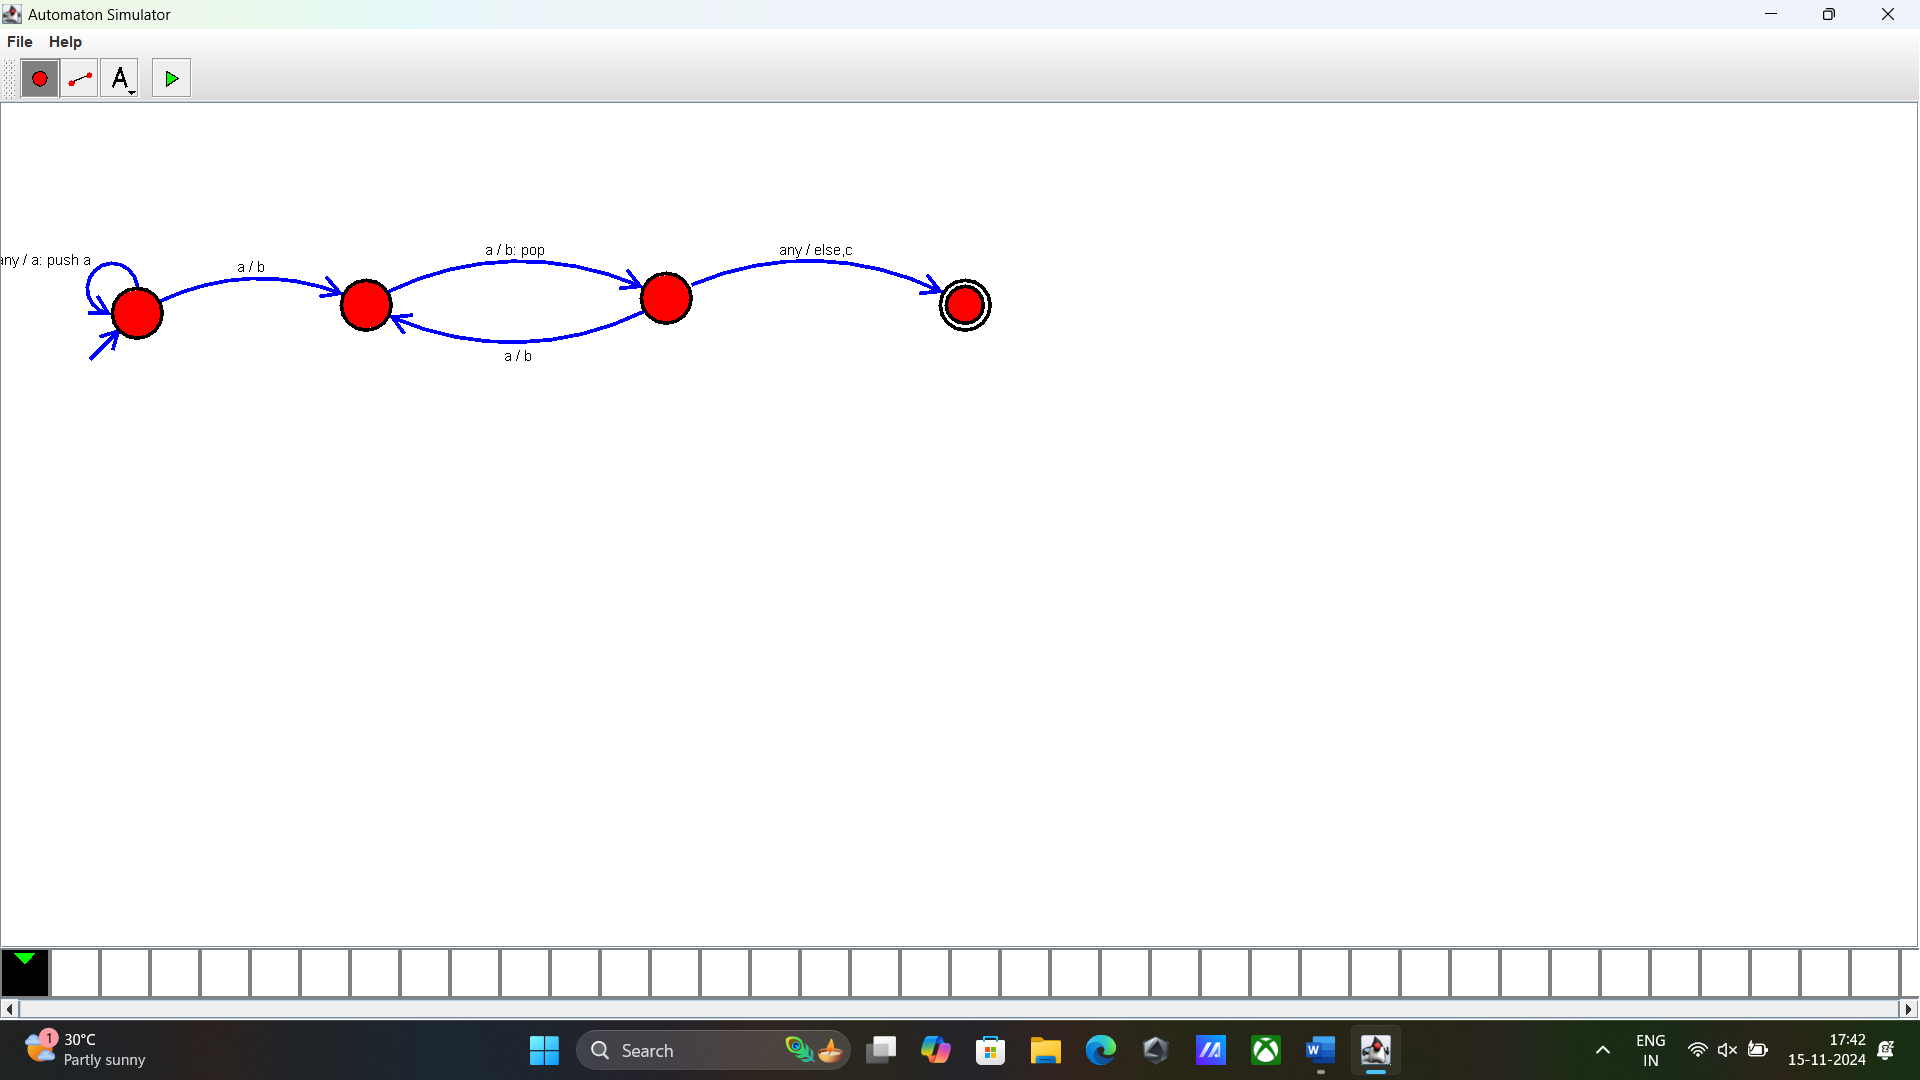 Automaton Simulator
File Help
A
a / b: pop
any / else,c
any / a: push a
a / b
a / b
1
30°C
Partly sunny
Search
ENG
IN
17:42
15-11-2024